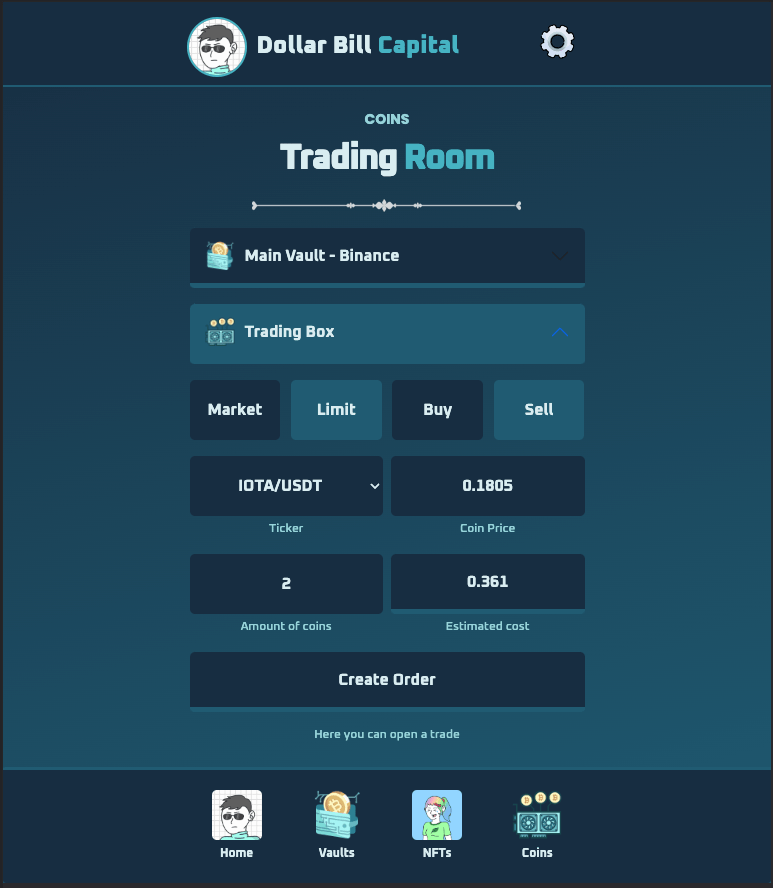 Dollar Bill Capital
COINS
Trading Room
Main Vault - Binance
Trading Box
Market Limit Buy Sell
IOTA/USDT 0.1805
Ticker Coin Price
2 0.361
Amount of coins Estimated cost
Create Order
Here you can open a trade
Home Vaults NFTs Coins